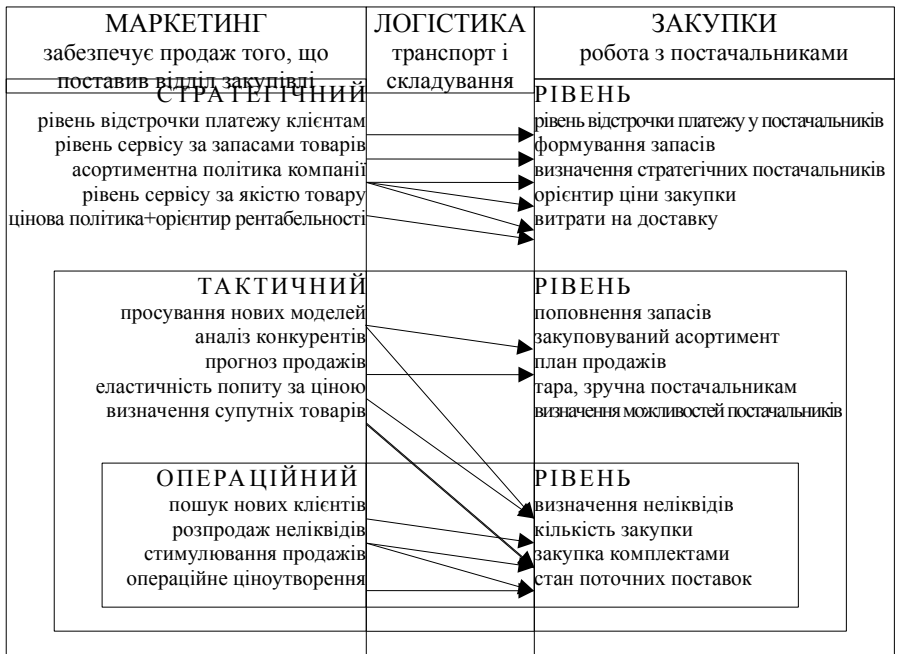 МАРКЕТИНГ
забезпечує продаж того, що
поставив відділ закупівлі
ЛОГІСТИКА
транспорт і
складування
ЗАКУПКИ
робота з постачальниками
СТРАТЕГІЧНИЙ РІВЕНЬ
рівень відстрочки платежу клієнтам
рівень сервісу за запасами товарів
асортиментна політика компанії
рівень сервісу за якістю товару
цінова політика+орієнтир рентабельності
рівень відстрочки платежу у постачальників
формування запасів
визначення стратегічних постачальників
орієнтир ціни закупки
витрати на доставку
ТАКТИЧНИЙ РІВЕНЬ
просування нових моделей
аналіз конкурентів
прогноз продажів
еластичність попиту за ціною
визначення супутніх товарів
поповнення запасів
закуповуваний асортимент
план продажів
тара, зручна постачальникам
визначення можливостей постачальників
ОПЕРАЦІЙНИЙ РІВЕНЬ
пошук нових клієнтів
розпродаж неліквідів
стимулювання продажів
операційне ціноутворення
визначення неліквідів
кількість закупки
закупка комплектами
стан поточних поставок